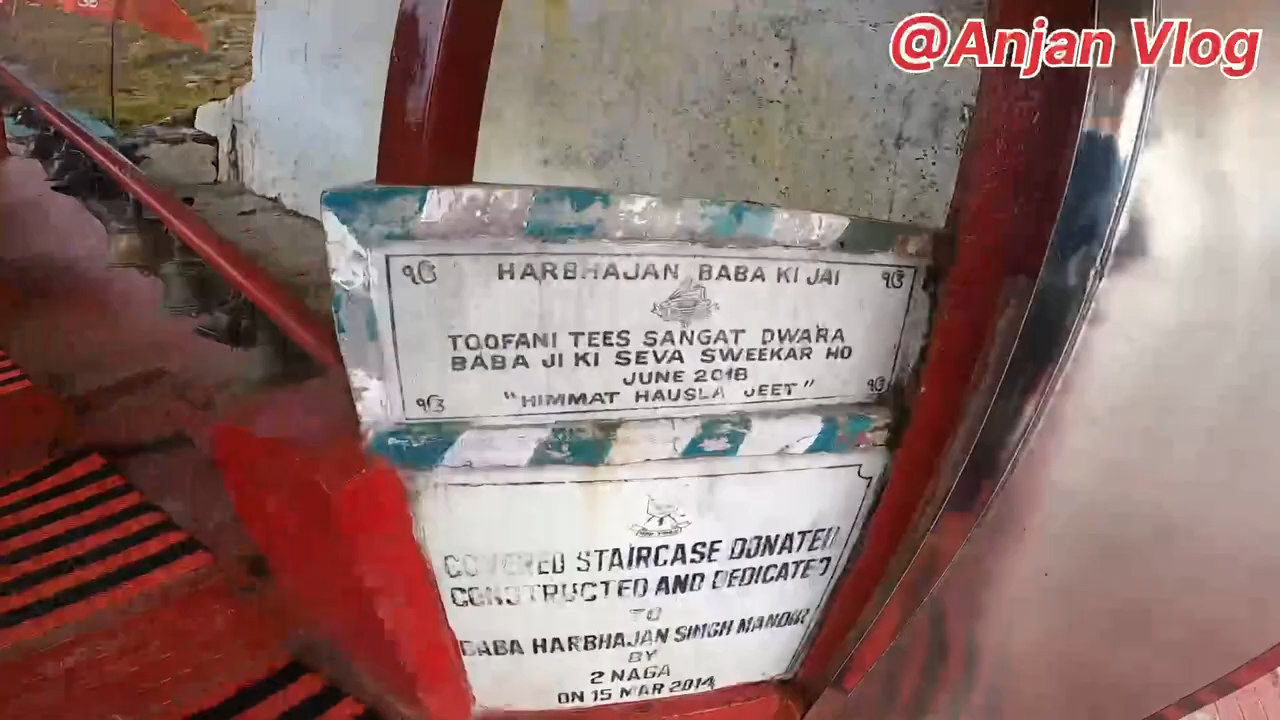 @Anjan Vlog
HARBHAJAN BABA KI JAI
TOOFANI TEES SANGAT DWARA
BABA JI KI SEVA SWEEKAR HO
JUNE 2018
"HIMMAT HAUSLA JEET"
COVERED STAIRCASE DONATED
CONSTRUCTED AND DEDICATED
TO
BABA HARBHAJAN SINGH MANDIR
BY
2 NAGA
ON 15 MAR 2014